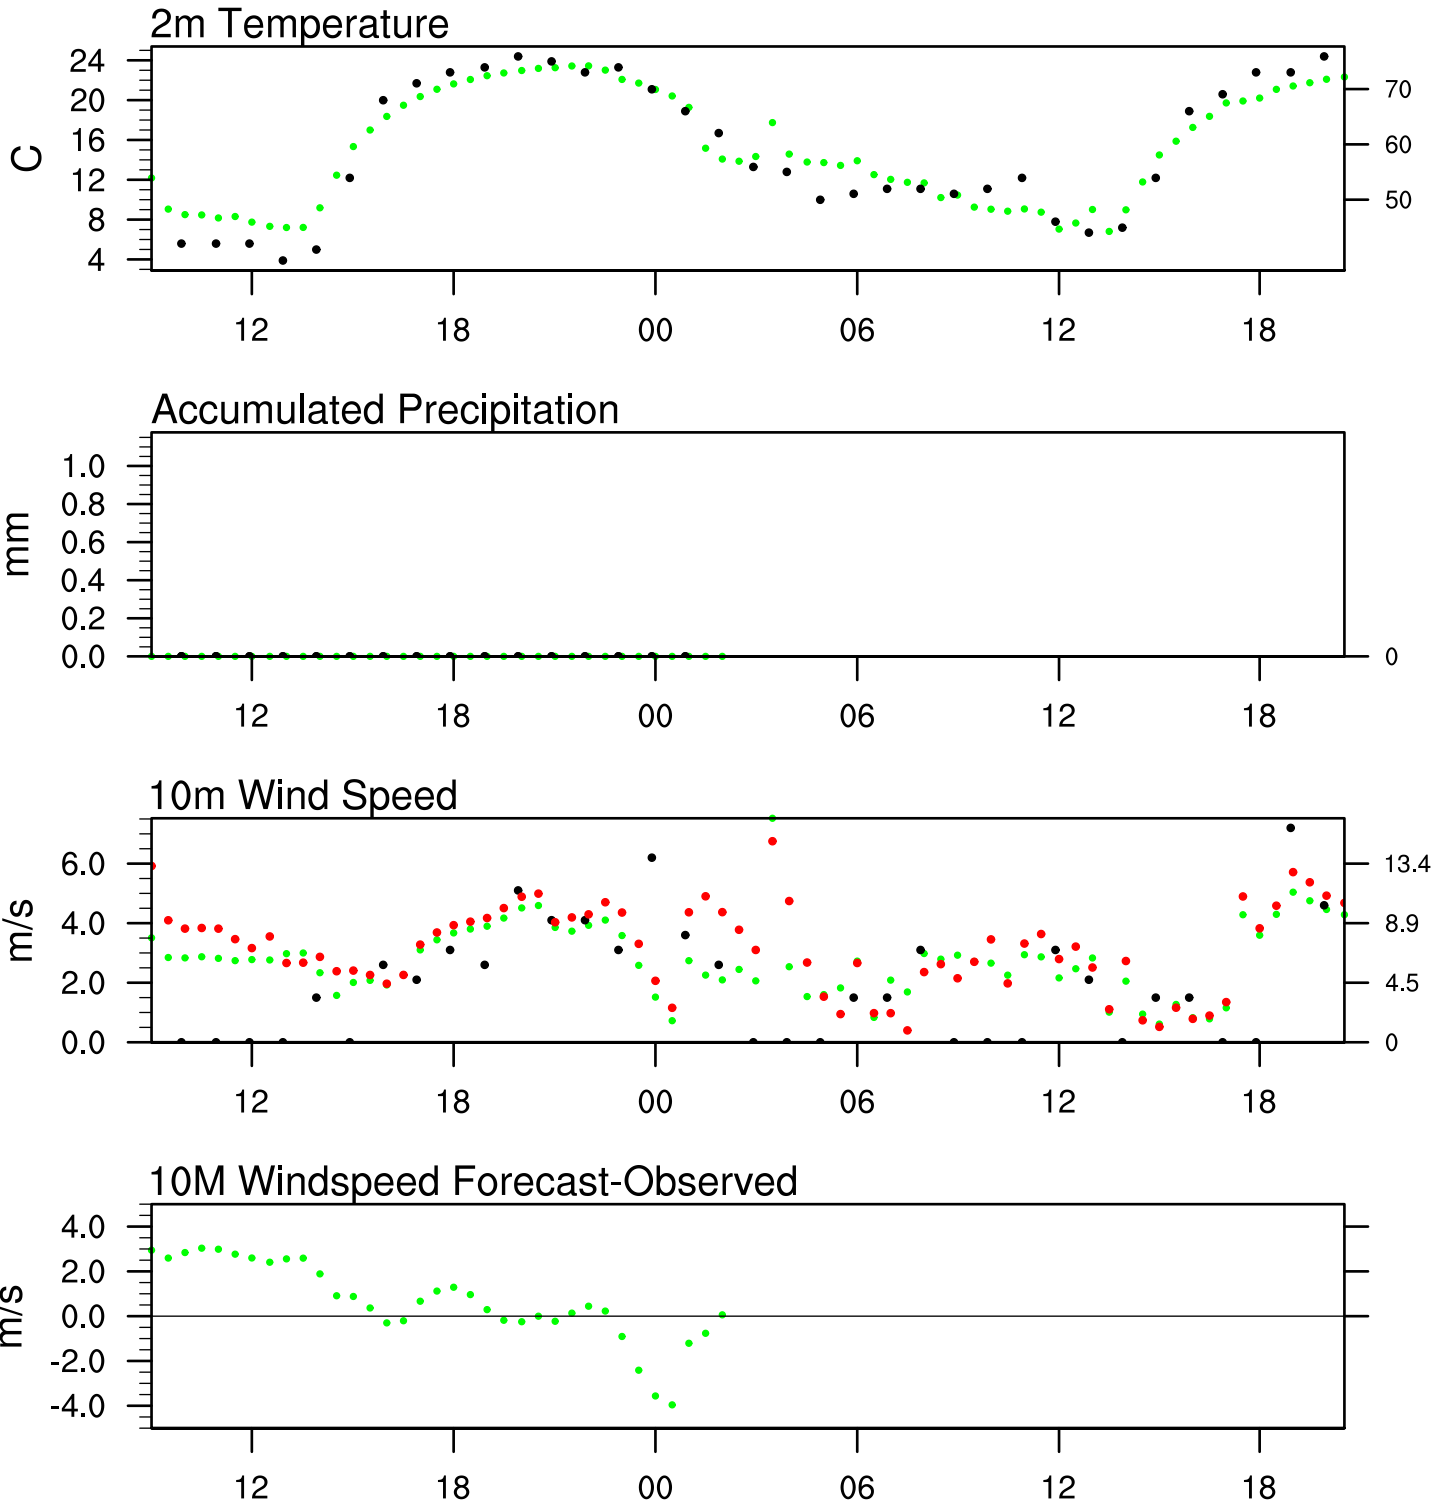 2m Temperature
24
20
16
12
8
4
C
70
60
50
12 18 00 06 12 18
Accumulated Precipitation
1.0
0.8
0.6
0.4
0.2
0.0
mm
0
12 18 00 06 12 18
10m Wind Speed
6.0
4.0
2.0
0.0
m/s
13.4
8.9
4.5
0
12 18 00 06 12 18
10M Windspeed Forecast-Observed
4.0
2.0
0.0
-2.0
-4.0
m/s
12 18 00 06 12 18